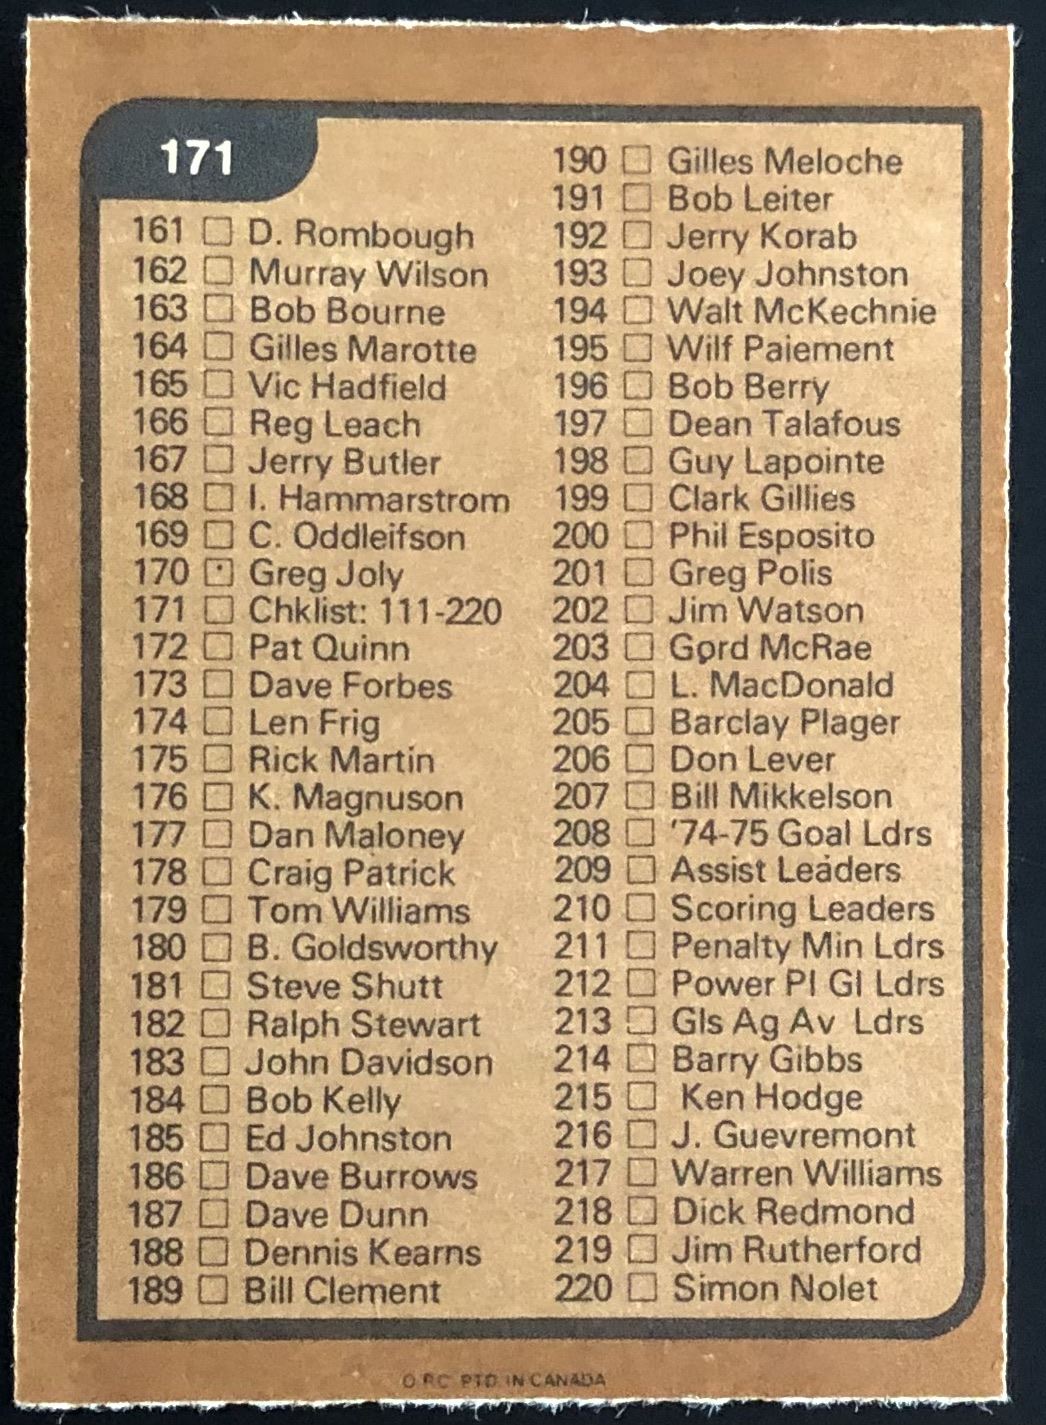 171
161 D. Rombough
162 Murray Wilson
163 Bob Bourne
164 Gilles Marotte
165 Vic Hadfield
166 Reg Leach
167 Jerry Butler
168 I. Hammarstrom
169 C. Oddleifson
170 Greg Joly
171 Chklist: 111-220
172 Pat Quinn
173 Dave Forbes
174 Len Frig
175 Rick Martin
176 K. Magnuson
177 Dan Maloney
178 Craig Patrick
179 Tom Williams
180 B. Goldsworthy
181 Steve Shutt
182 Ralph Stewart
183 John Davidson
184 Bob Kelly
185 Ed Johnston
186 Dave Burrows
187 Dave Dunn
188 Dennis Kearns
189 Bill Clement
190 Gilles Meloche
191 Bob Leiter
192 Jerry Korab
193 Joey Johnston
194 Walt McKechnie
195 Wilf Paiement
196 Bob Berry
197 Dean Talafous
198 Guy Lapointe
199 Clark Gillies
200 Phil Esposito
201 Greg Polis
202 Jim Watson
203 Gord McRae
204 L. MacDonald
205 Barclay Plager
206 Don Lever
207 Bill Mikkelson
208 '74-75 Goal Ldrs
209 Assist Leaders
210 Scoring Leaders
211 Penalty Min Ldrs
212 Power Pl Gl Ldrs
213 Gls Ag Av Ldrs
214 Barry Gibbs
215 Ken Hodge
216 J. Guevremont
217 Warren Williams
218 Dick Redmond
219 Jim Rutherford
220 Simon Nolet
PTD. IN CANADA